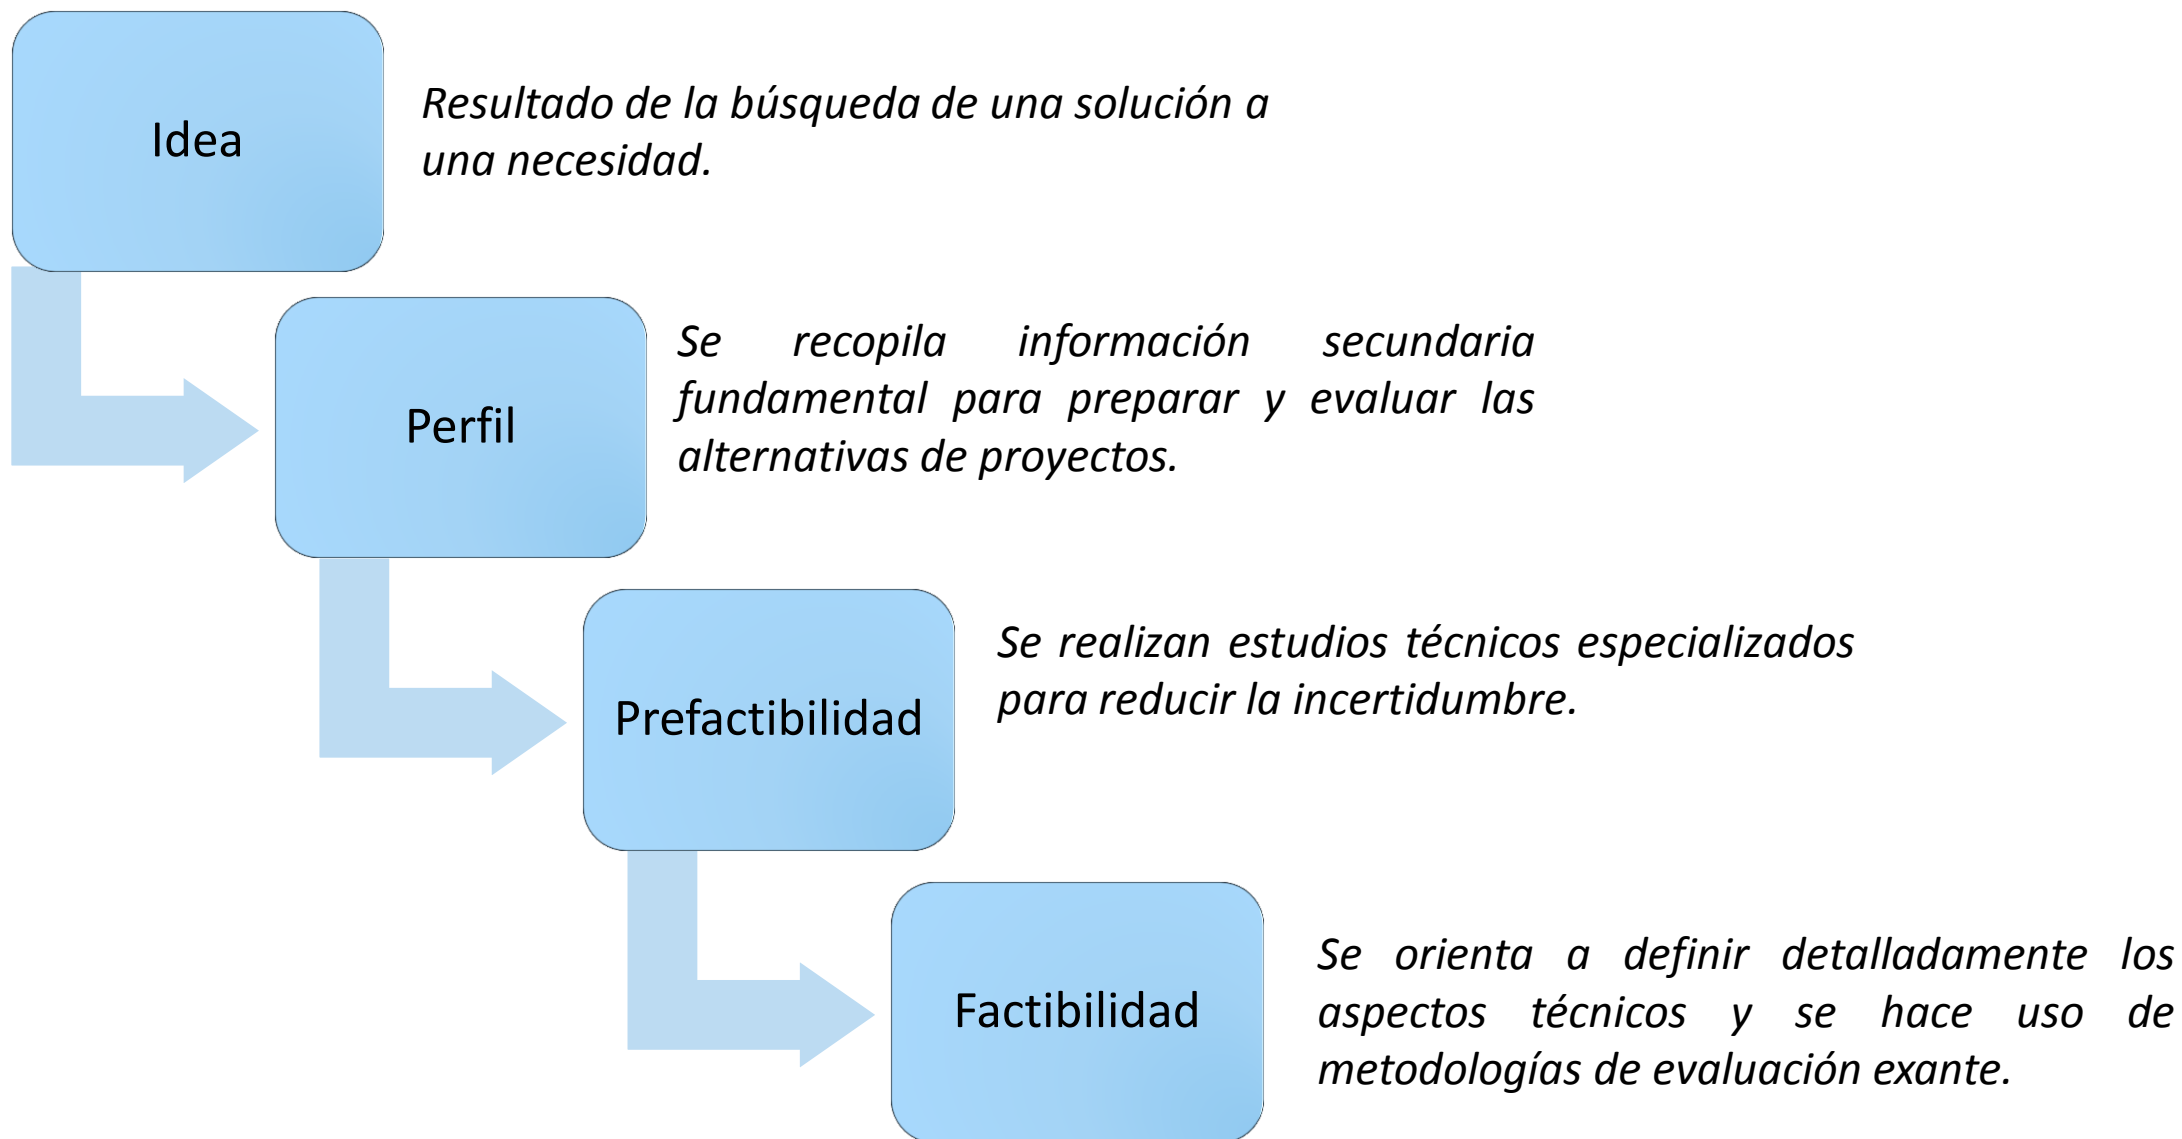 Idea
Resultado de la búsqueda de una solución a
una necesidad.
Perfil
Se recopila información secundaria
fundamental para preparar y evaluar las
alternativas de proyectos.
Prefactibilidad
Se realizan estudios técnicos especializados
para reducir la incertidumbre.
Factibilidad
Se orienta a definir detalladamente los
aspectos técnicos y se hace uso de
metodologías de evaluación exante.